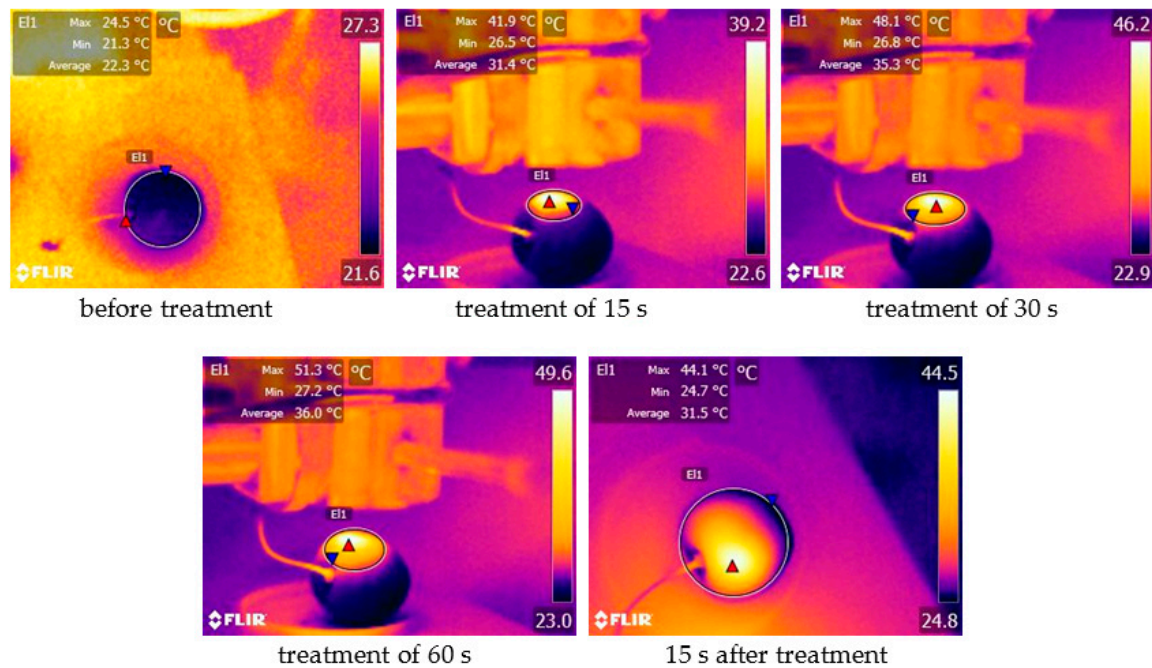 El1 Max 24.5 °C °C 27.3
Min 21.3 °C
Average 22.3 °C
El1
FLIR 21.6
before treatment
El1 Max 41.9 °C °C 39.2
Min 26.5 °C
Average 31.4 °C
El1
FLIR 22.6
treatment of 15 s
El1 Max 48.1 °C °C 46.2
Min 26.8 °C
Average 35.3 °C
El1
FLIR 22.9
treatment of 30 s
El1 Max 51.3 °C °C 49.6
Min 27.2 °C
Average 36.0 °C
El1
FLIR 23.0
treatment of 60 s
El1 Max 44.1 °C °C 44.5
Min 24.7 °C
Average 31.5 °C
El1
FLIR 24.8
15 s after treatment